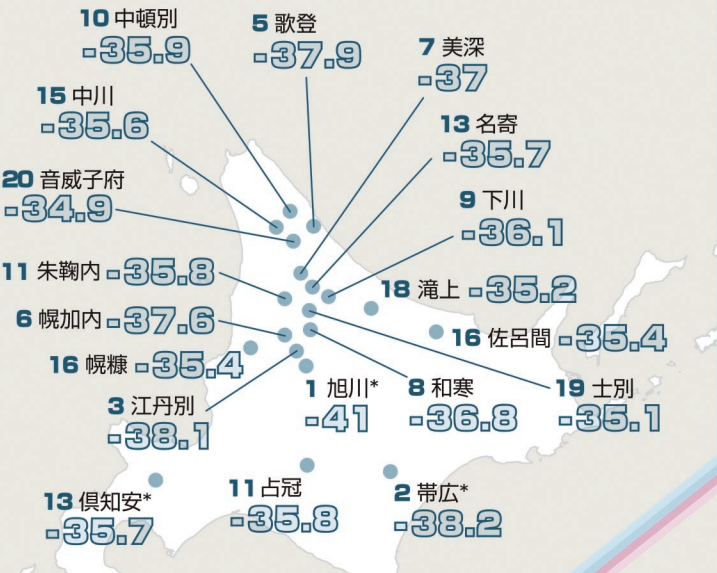 10 中頓別
-35.9
5 歌登
-37.9
7 美深
-37
15 中川
-35.6
13 名寄
-35.7
20 音威子府
-34.9
9 下川
-36.1
11 朱鞠内 -35.8
18 滝上 -35.2
6 幌加内 -37.6
16 佐呂間 -35.4
16 幌糠 -35.4
1 旭川*
-41
8 和寒
-36.8
19 士別
-35.1
3 江丹別
-38.1
13 倶知安*
-35.7
11 占冠
-35.8
2 帯広*
-38.2